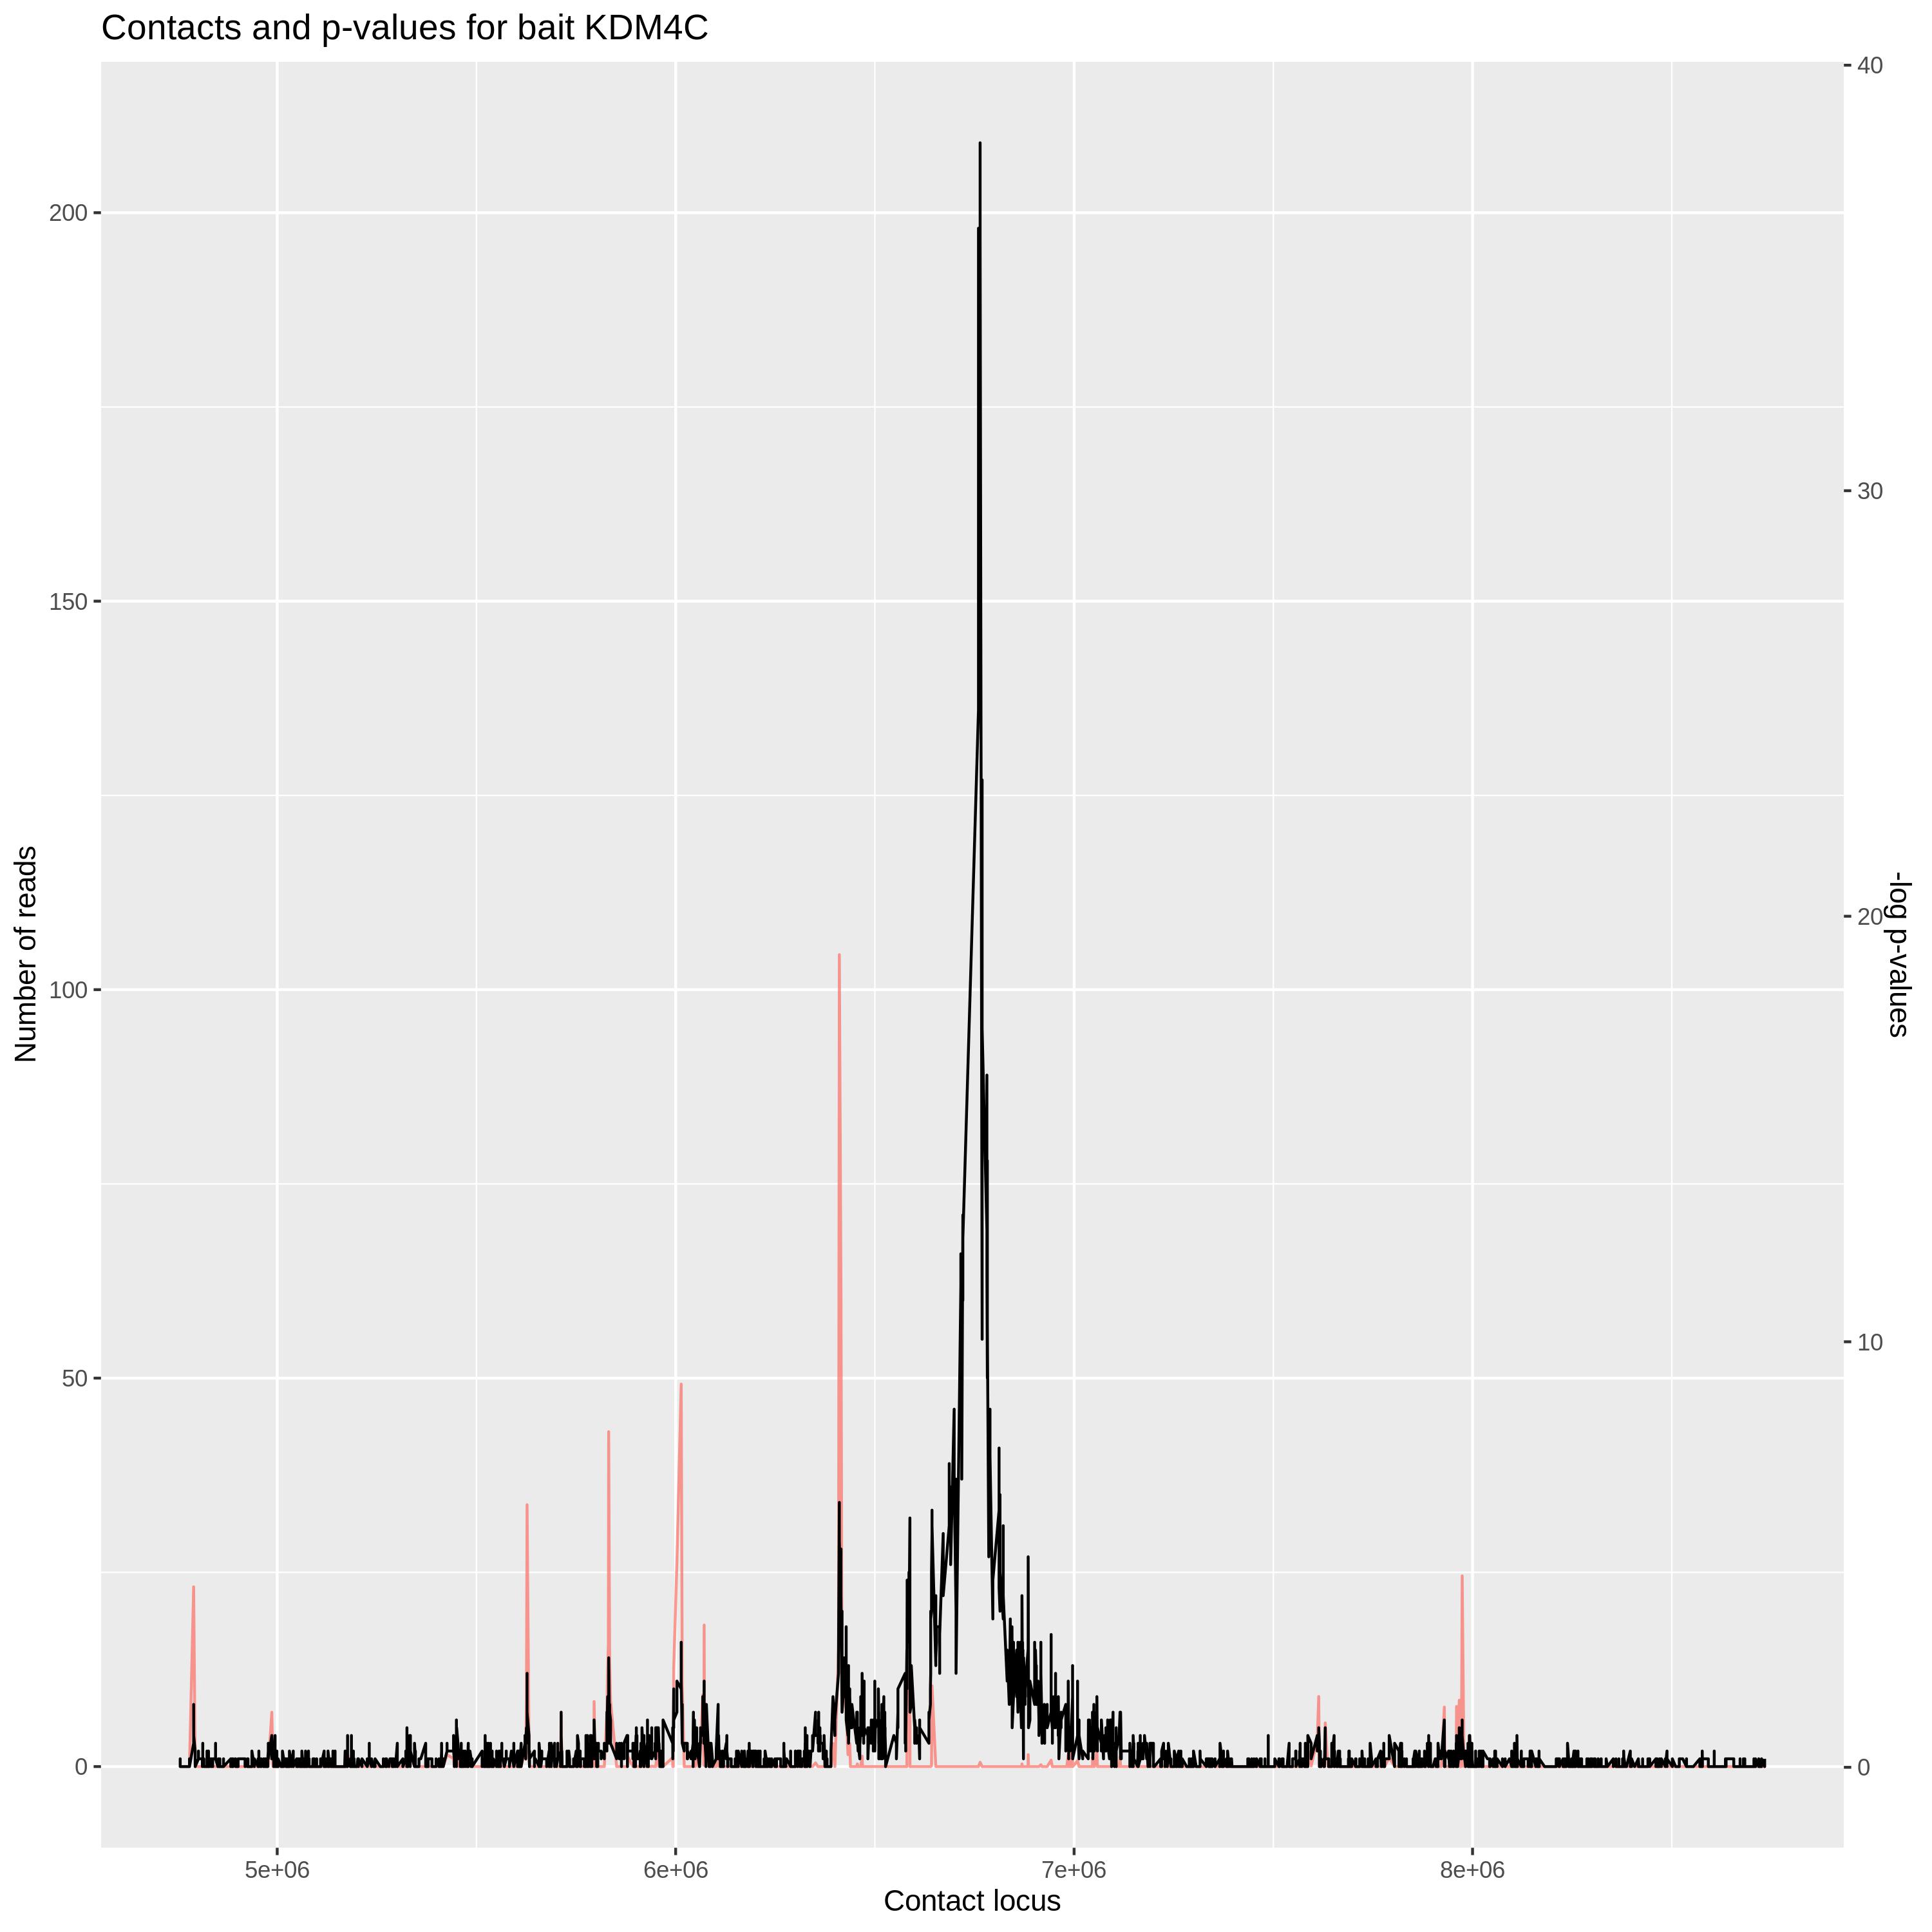 Contacts and p-values for bait KDM4C
40
200
30
150
Number of reads
20
-log p-values
100
10
50
0
0
5e+06
6e+06
7e+06
8e+06
Contact locus